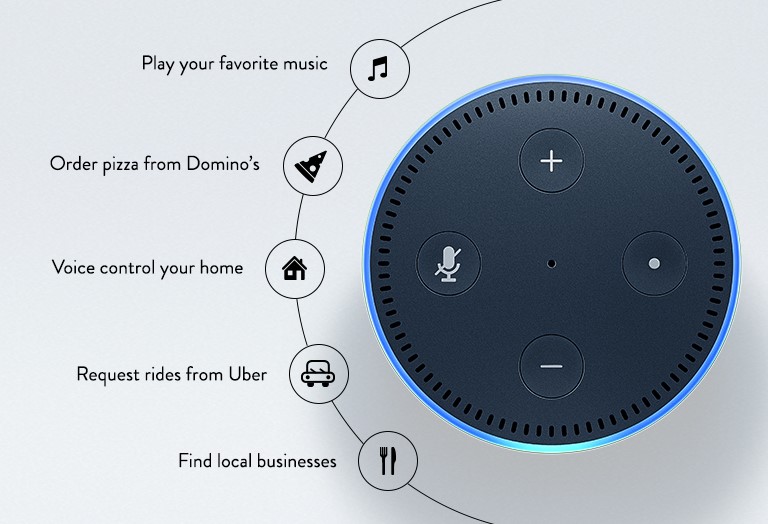 Play your favorite music
Order pizza from Domino's
Voice control your home
Request rides from Uber
Find local businesses